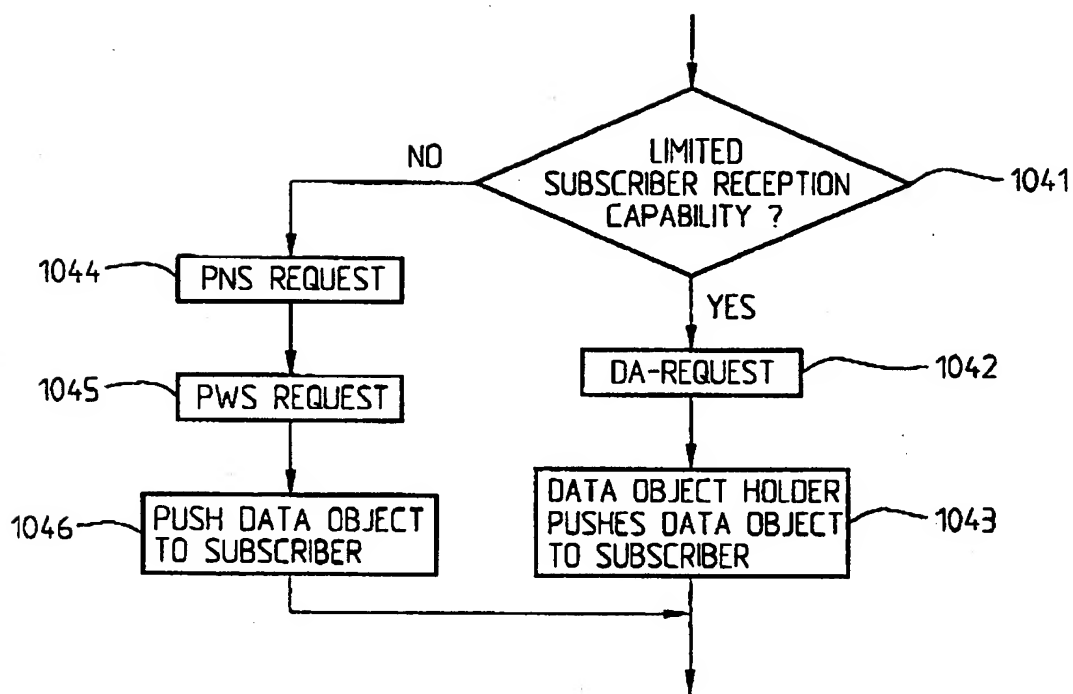 LIMITED
SUBSCRIBER RECEPTION
CAPABILITY ?
1041
NO
YES
1044
PNS REQUEST
1045
PWS REQUEST
1046
PUSH DATA OBJECT
TO SUBSCRIBER
DA-REQUEST
1042
DATA OBJECT HOLDER
PUSHES DATA OBJECT
TO SUBSCRIBER
1043